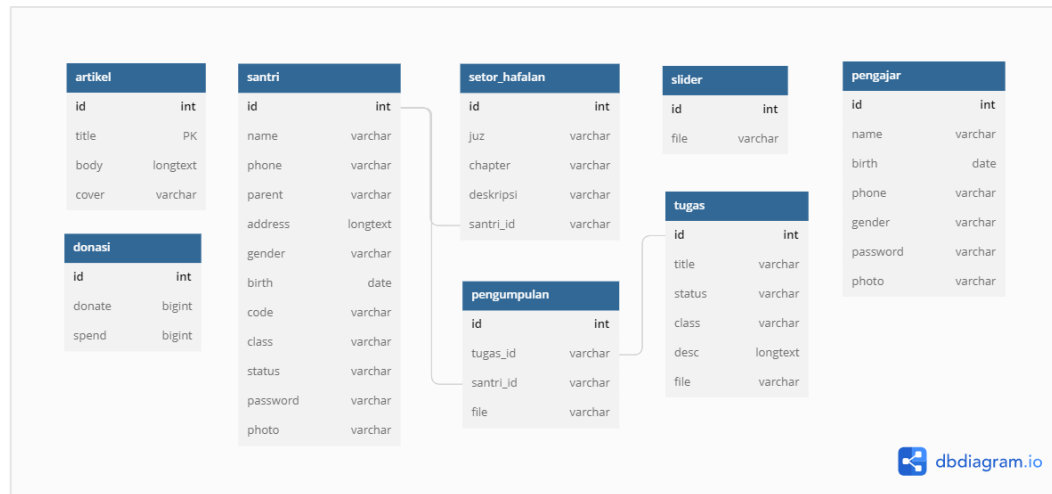 artikel
id int
title PK
body longtext
cover varchar
donasi
id int
donate bigint
spend bigint
santri
id int
name varchar
phone varchar
parent varchar
address longtext
gender varchar
birth date
code varchar
class varchar
status varchar
password varchar
photo varchar
setor_hafalan
id int
juz varchar
chapter varchar
deskripsi varchar
santri_id varchar
pengumpulan
id int
tugas_id varchar
santri_id varchar
file varchar
slider
id int
file varchar
tugas
id int
title varchar
status varchar
class varchar
desc longtext
file varchar
pengajar
id int
name varchar
birth date
phone varchar
gender varchar
password varchar
photo varchar
dbdiagram.io